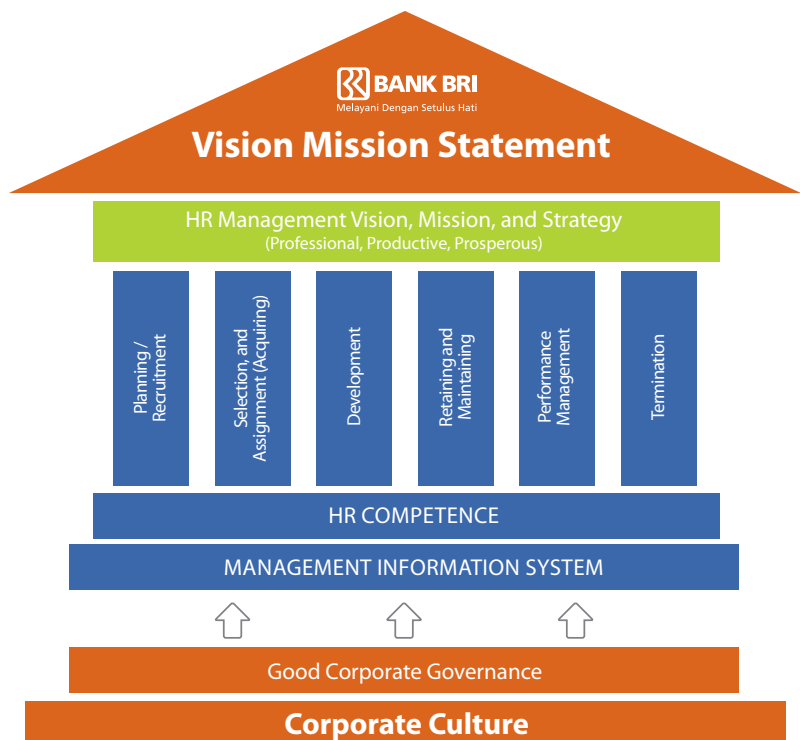 BANK BRI
Melayani Dengan Setulus Hati
Vision Mission Statement
HR Management Vision, Mission, and Strategy
(Professional, Productive, Prosperous)
Planning /
Recruitment
Selection, and
Assignment (Acquiring)
Development
Retaining and
Maintaining
Performance
Management
Termination
HR COMPETENCE
MANAGEMENT INFORMATION SYSTEM
Good Corporate Governance
Corporate Culture